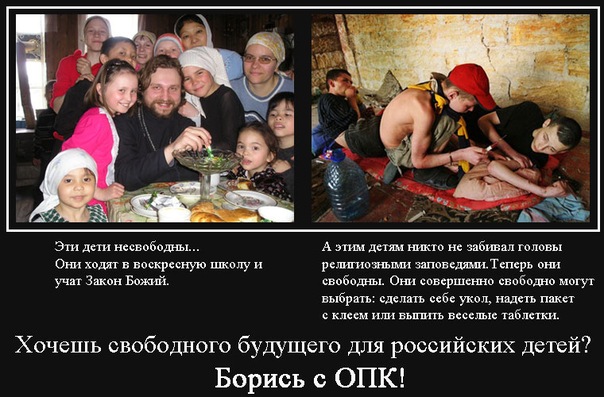 Эти дети несвободны...
Они ходят в воскресную школу и
учат Закон Божий.
А этим детям никто не забивал головы
религиозными заповедями.Теперь они
свободны. Они совершенно свободно могут
выбрать: сделать себе укол, надеть пакет
с клеем или выпить веселые таблетки.
Хочешь свободного будущего для российских детей?
Борись с ОПК!